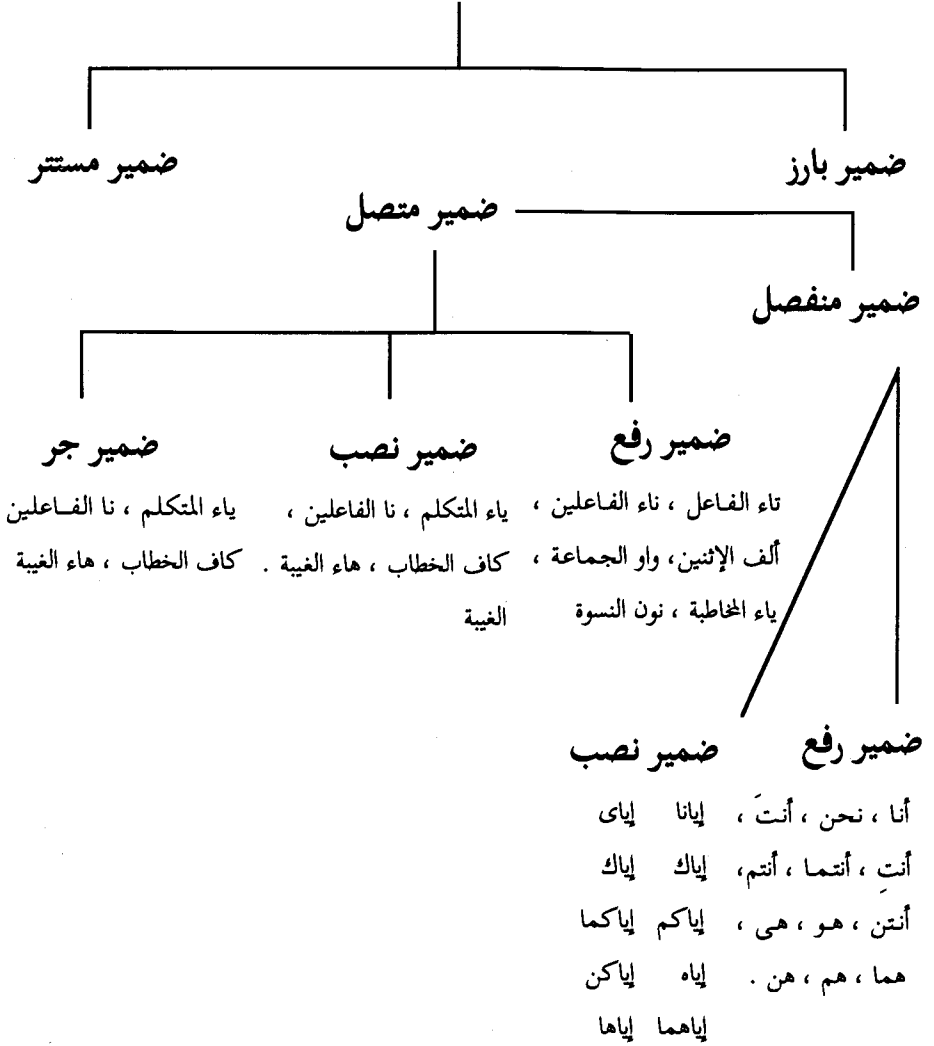 ضمير بارز
ضمير مستتر
ضمير متصل
ضمير منفصل
ضمير رفع
تاء الفاعل ، ناء الفاعلين ،
ألف الإثنين، واو الجماعة ،
ياء المخاطبة ، نون النسوة
ضمير نصب
ياء المتكلم ، نا الفاعلين ،
كاف الخطاب ، هاء الغيبة .
الغيبة
ضمير جر
ياء المتكلم ، نا الفاعلين
كاف الخطاب ، هاء الغيبة
ضمير رفع
أنا ، نحن ، أنتَ ،
أنتِ ، أنتما ، أنتم،
أنتن ، هو ، هى ،
هما ، هم ، هن .
ضمير نصب
إيانا إياى
إياك إياك
إياكم إياكما
إياه إياكن
إياهما إياها